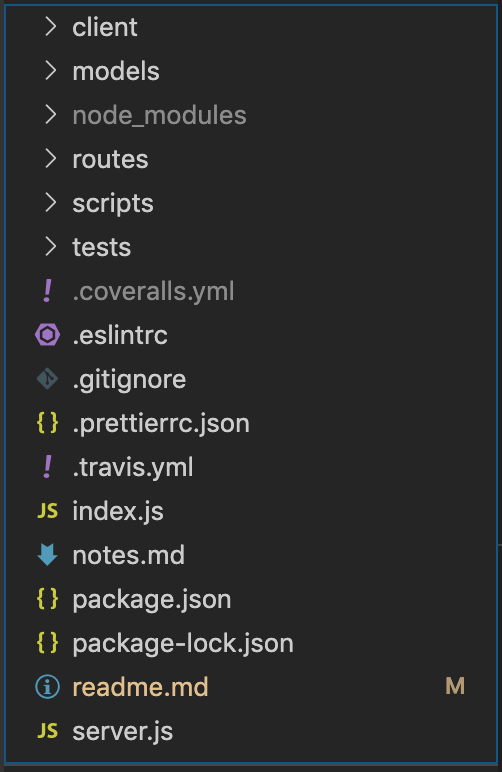 client
models
node_modules
routes
scripts
tests
! .coveralls.yml
.eslintrc
.gitignore
{} .prettierrc.json
! .travis.yml
JS index.js
notes.md
{} package.json
{} package-lock.json
readme.md M
JS server.js